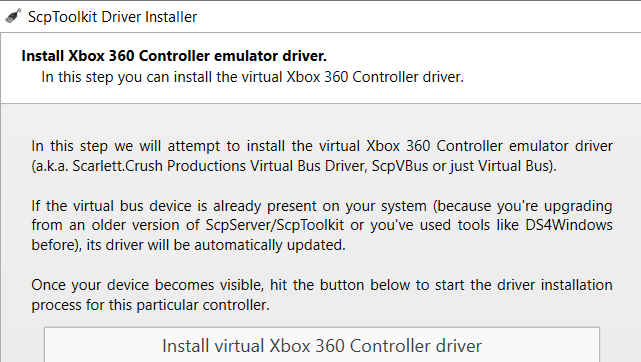 ScpToolkit Driver Installer
Install Xbox 360 Controller emulator driver.
In this step you can install the virtual Xbox 360 Controller driver.
In this step we will attempt to install the virtual Xbox 360 Controller emulator driver
(a.k.a. Scarlett.Crush Productions Virtual Bus Driver, ScpVBus or just Virtual Bus).
If the virtual bus device is already present on your system (because you're upgrading
from an older version of ScpServer/ScpToolkit or you've used tools like DS4Windows
before), its driver will be automatically updated.
Once your device becomes visible, hit the button below to start the driver installation
process for this particular controller.
Install virtual Xbox 360 Controller driver